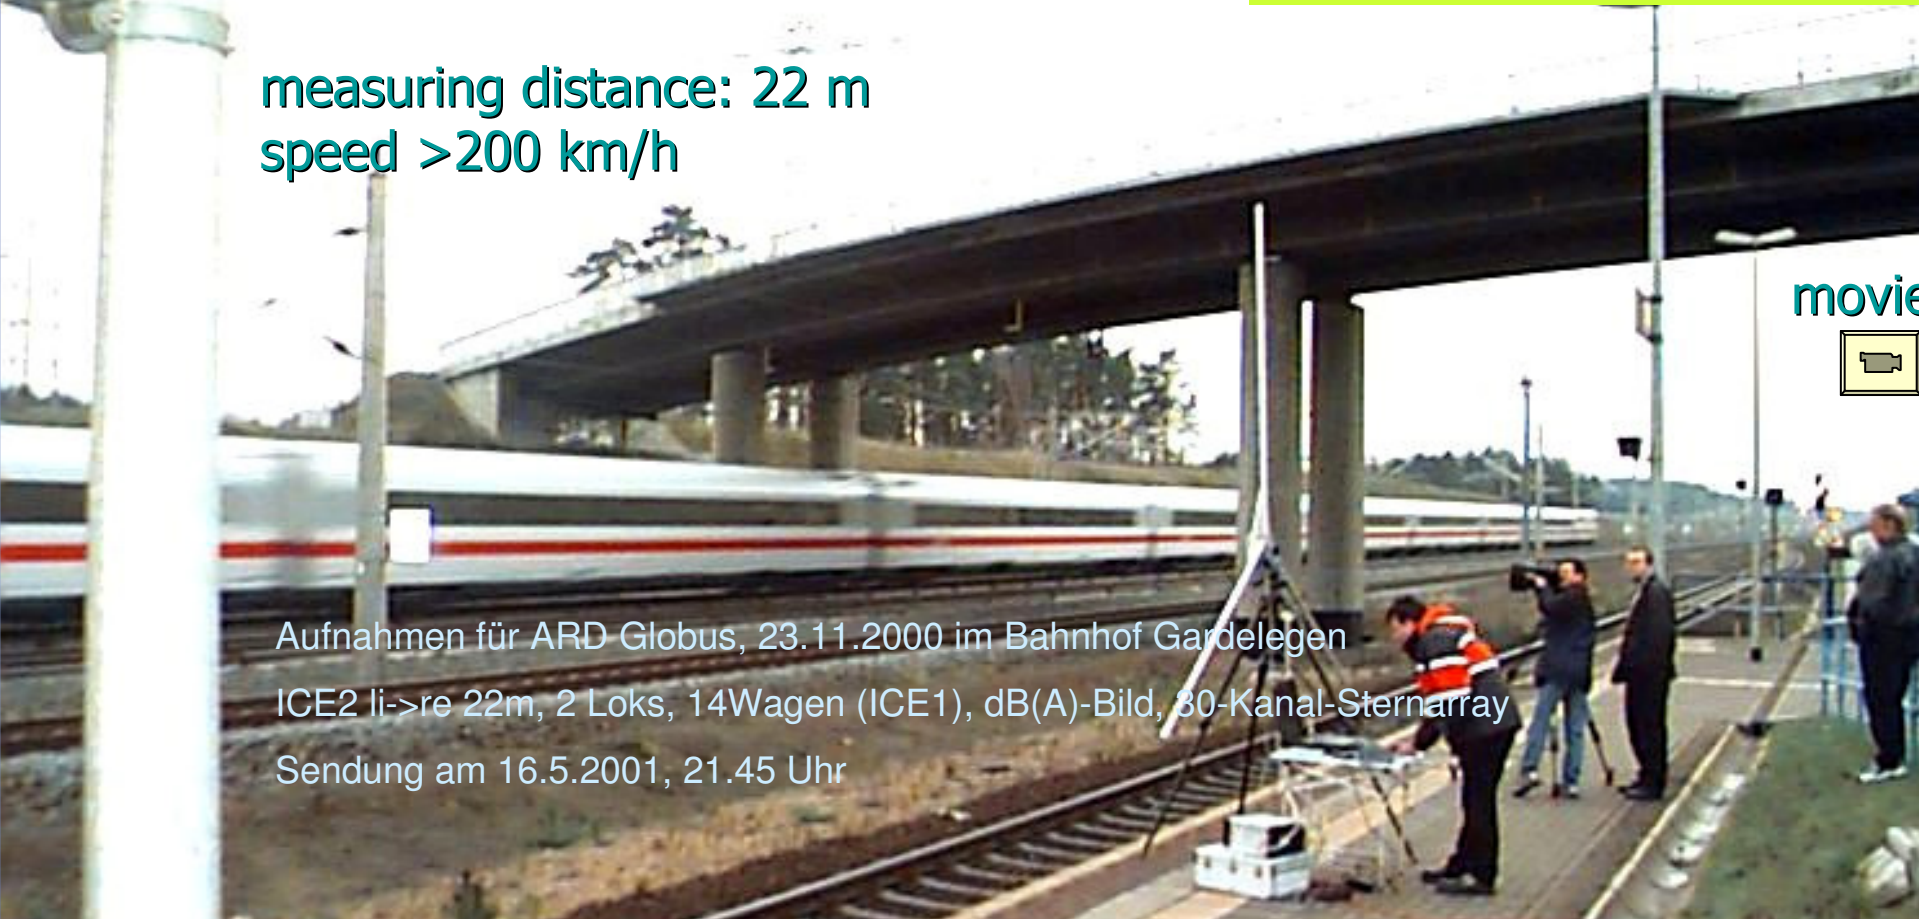 measuring distance: 22 m
speed >200 km/h
movie
Aufnahmen für ARD Globus, 23.11.2000 im Bahnhof Gardelegen
ICE2 li->re 22m, 2 Loks, 14Wagen (ICE1), dB(A)-Bild, 30-Kanal-Sternarray
Sendung am 16.5.2001, 21.45 Uhr